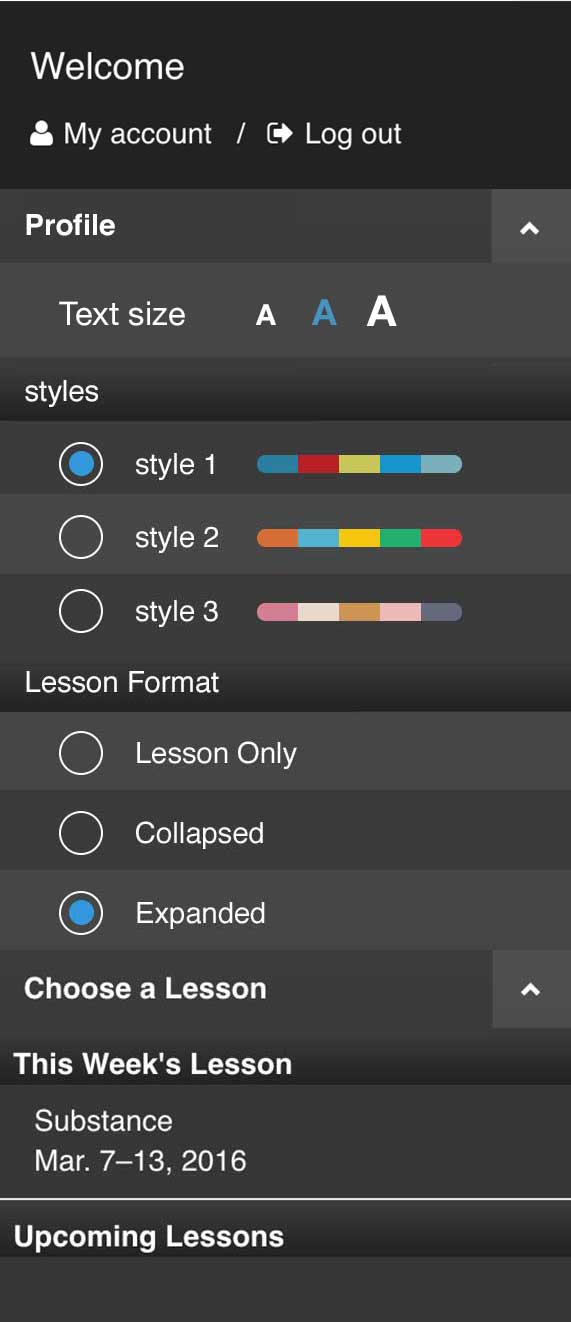 Welcome
My account / Log out
Profile
Text size A A A
styles
style 1
style 2
style 3
Lesson Format
Lesson Only
Collapsed
Expanded
Choose a Lesson
This Week's Lesson
Substance
Mar. 7–13, 2016
Upcoming Lessons